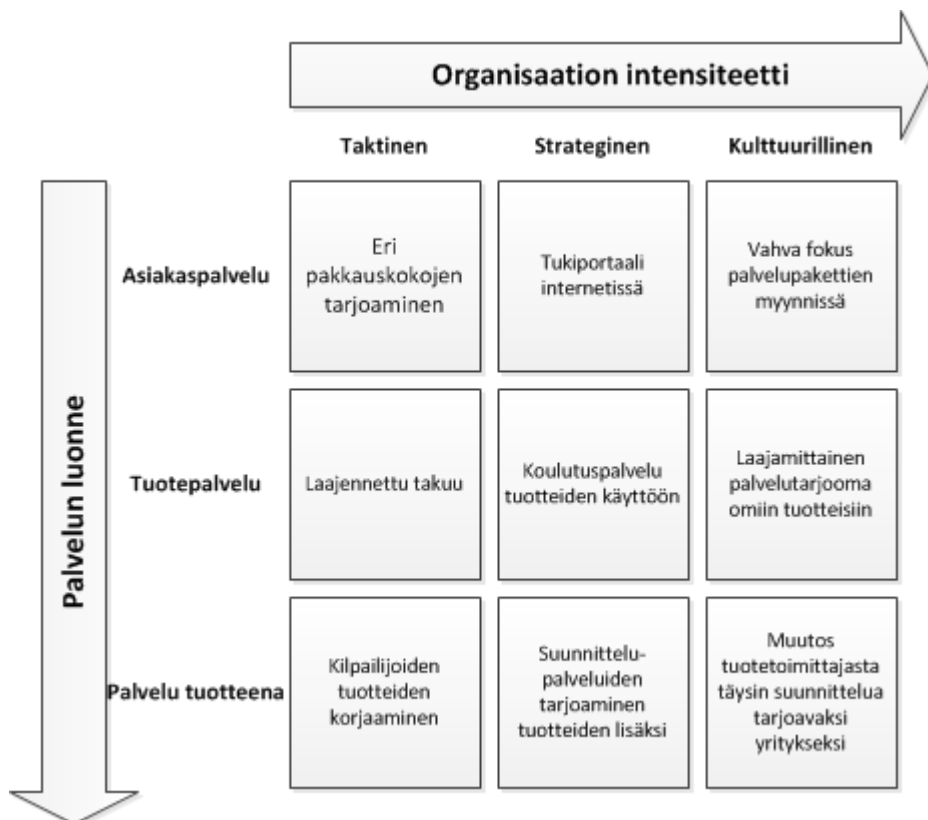 Organisaation intensiteetti
Taktinen
Strateginen
Kulttuurillinen
Palvelun luonne
Asiakaspalvelu
Eri
pakkauskokojen
tarjoaminen
Tukiportaali
internetissä
Vahva fokus
palvelupakettien
myynnissä
Tuotepalvelu
Laajennettu takuu
Koulutuspalvelu
tuotteiden käyttöön
Laajamittainen
palvelutarjooma
omiin tuotteisiin
Palvelu tuotteena
Kilpailijoiden
tuotteiden
korjaaminen
Suunnittelu-
palveluiden
tarjoaminen
tuotteiden lisäksi
Muutos
tuotetoimittajasta
täysin suunnittelua
tarjoavaksi
yritykseksi